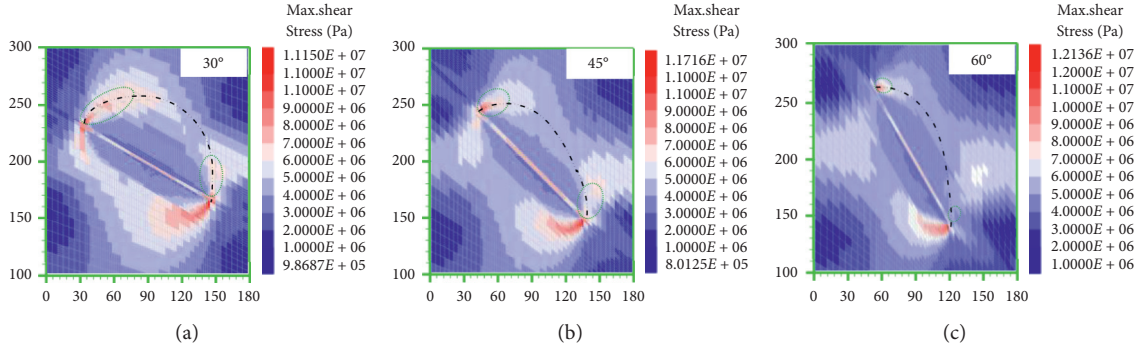 Max.shear
Stress (Pa)
30°
300
250
200
150
100
0 30 60 90 120 150 180
1.1150E + 07
1.1000E + 07
1.1000E + 07
9.0000E + 06
8.0000E + 06
7.0000E + 06
6.0000E + 06
5.0000E + 06
4.0000E + 06
3.0000E + 06
2.0000E + 06
1.0000E + 06
9.8687E + 05
(a)
Max.shear
Stress (Pa)
45°
300
250
200
150
100
0 30 60 90 120 150 180
1.1716E + 07
1.1000E + 07
1.1000E + 07
9.0000E + 06
8.0000E + 06
7.0000E + 06
6.0000E + 06
5.0000E + 06
4.0000E + 06
3.0000E + 06
2.0000E + 06
1.0000E + 06
8.0125E + 05
(b)
Max.shear
Stress (Pa)
60°
300
250
200
150
100
0 30 60 90 120 150 180
1.2136E + 07
1.2000E + 07
1.1000E + 07
1.0000E + 07
9.0000E + 06
8.0000E + 06
7.0000E + 06
6.0000E + 06
5.0000E + 06
4.0000E + 06
3.0000E + 06
2.0000E + 06
1.0000E + 06
(c)